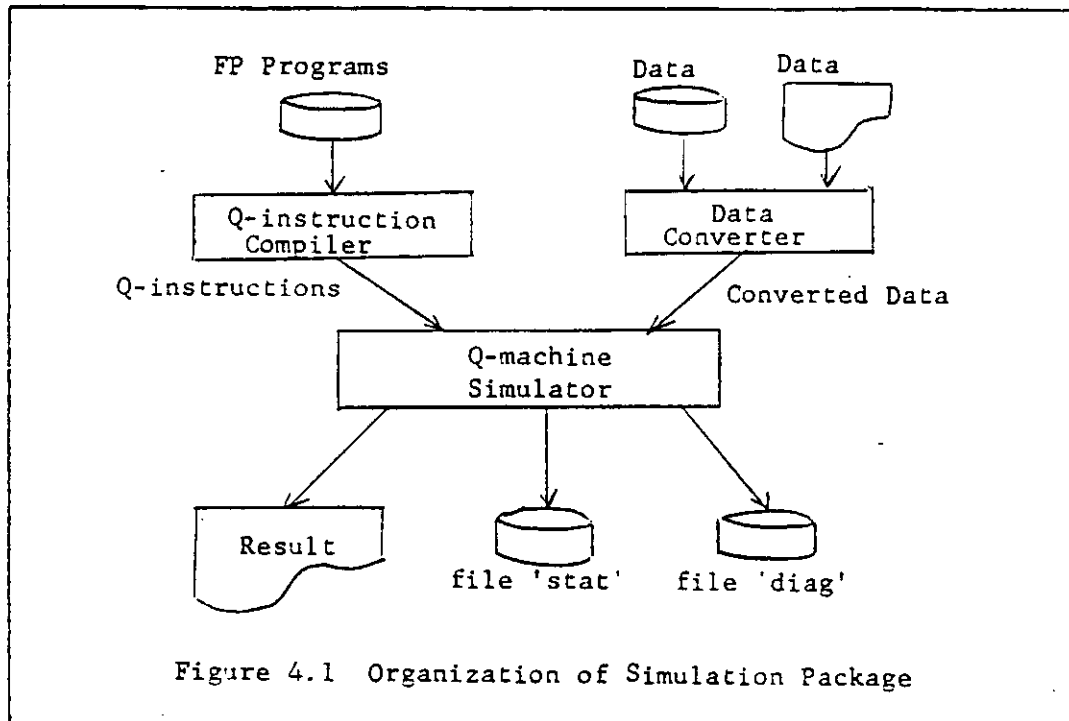 FP Programs
Data
Data
Q-instruction
Compiler
Data
Converter
Q-instructions
Converted Data
Q-machine
Simulator
Result
file 'stat'
file 'diag'
Figure 4.1 Organization of Simulation Package